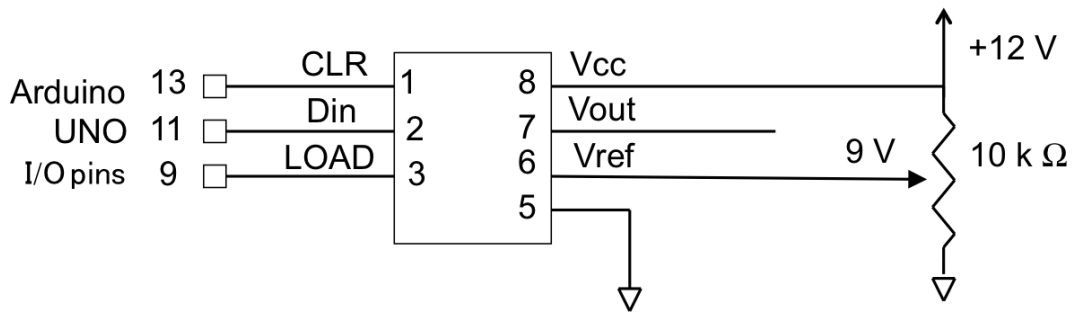 +12 V
CLR
Vcc
13
1
8
Arduino
Din
Vout
UNO
11
2
7
LOAD
Vref
9 V
10 k Ω
I/O pins
9
3
6
5